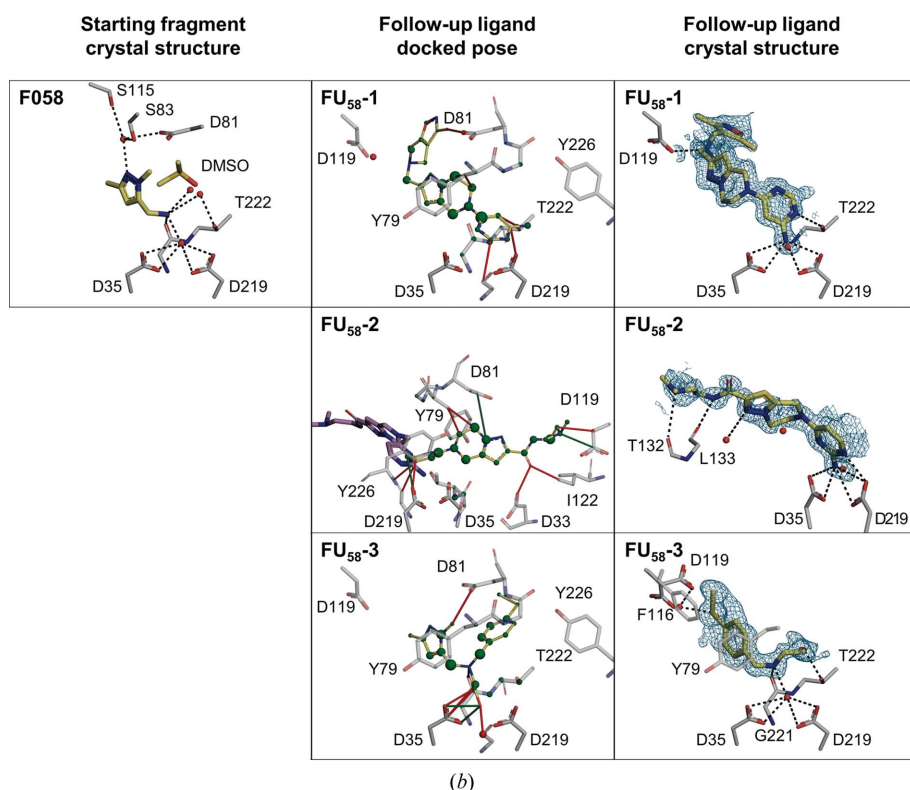 Starting fragment
crystal structure
Follow-up ligand
docked pose
Follow-up ligand
crystal structure
F058
S115
S83
D81
DMSO
T222
D35
D219
FU58-1
D81
D119
Y226
Y79
T222
D35
D219
FU58-1
D119
T222
D35
D219
FU58-2
D81
Y79
D119
Y226
I122
D219
D35
D33
FU58-2
T132
L133
D35
D219
FU58-3
D81
D119
Y226
Y79
T222
D35
D219
FU58-3
D119
F116
Y79
T222
D35
G221
D219
(b)